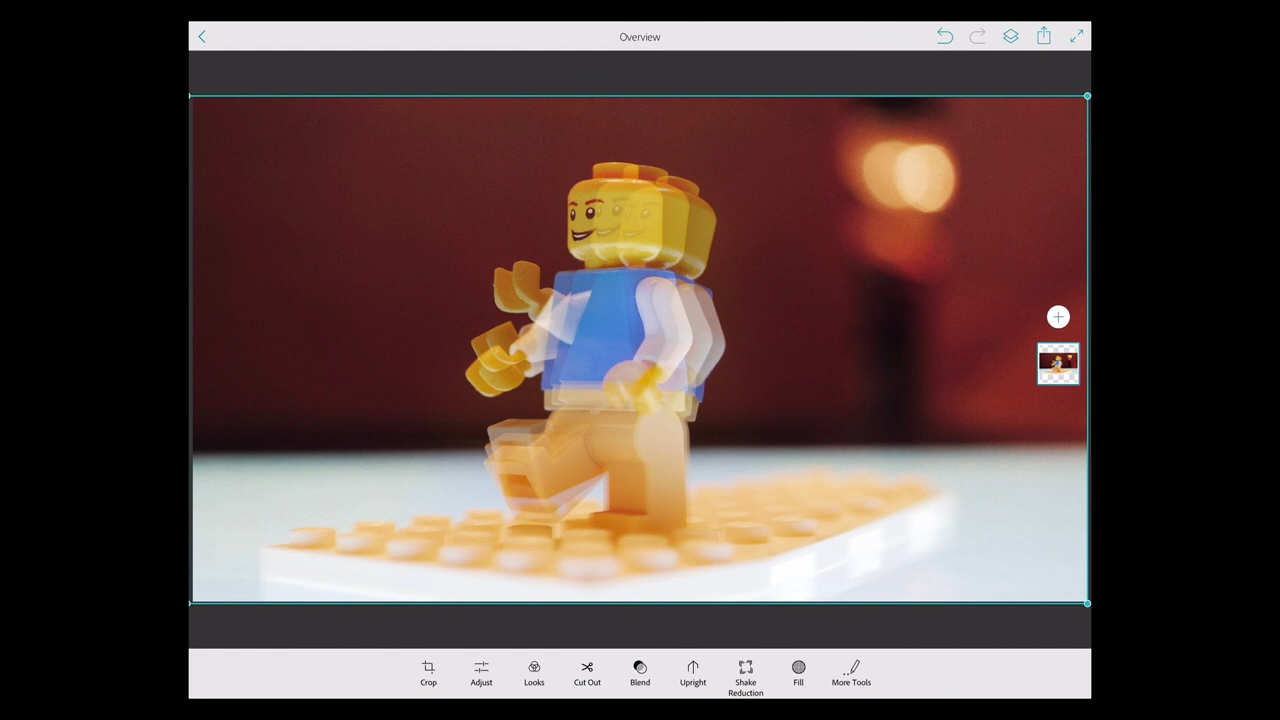 Overview
Crop
Adjust
Looks
Cut Out
Blend
Upright
Shake
Reduction
Fill
More Tools